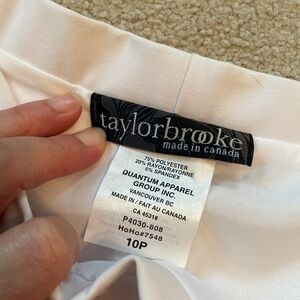 taylorbrooke
made in canada
75% POLYESTER
20% RAYON/RAYONNE
5% SPANDEX
QUANTUM APPAREL
GROUP INC.
VANCOUVER BC
MADE IN / FAIT AU CANADA
CA 45318
P4030-808
HoHo#7548
10P